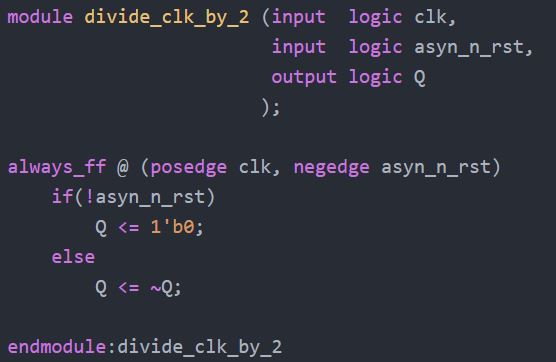 module divide_clk_by_2 (input  logic clk,
                        input  logic asyn_n_rst,
                        output logic Q
                       );
always_ff @ (posedge clk, negedge asyn_n_rst)
    if(!asyn_n_rst)
        Q <= 1'b0;
    else
        Q <= ~Q;
endmodule:divide_clk_by_2